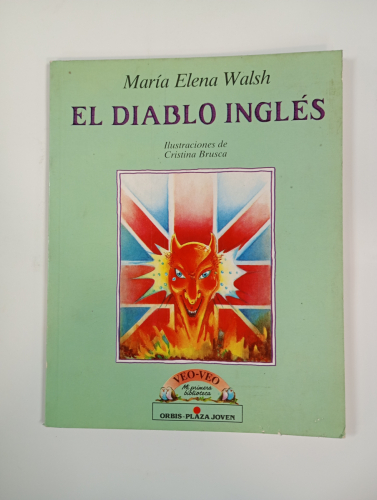 María Elena Walsh
EL DIABLO INGLÉS
Ilustraciones de
Cristina Brusca
VEO-VEO
Mi primera
biblioteca
ORBIS-PLAZA JOVEN